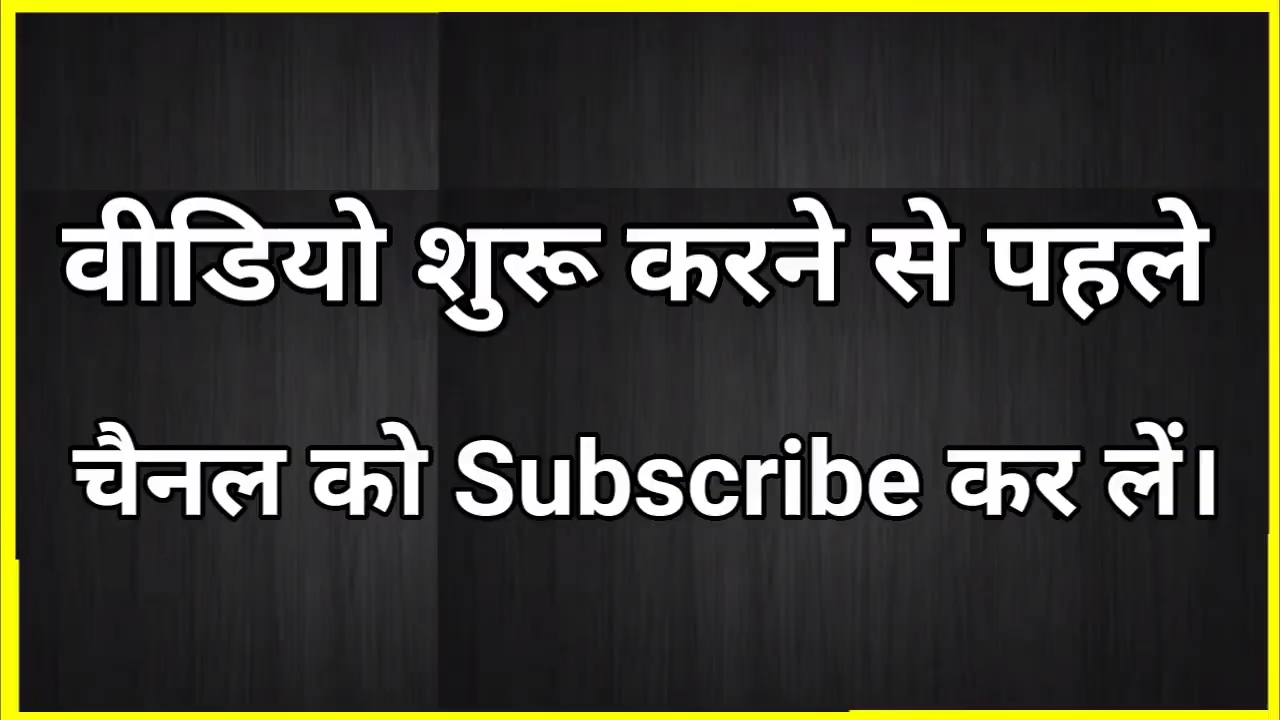 वीडियो शुरू करने से पहले
चैनल को Subscribe कर लें।